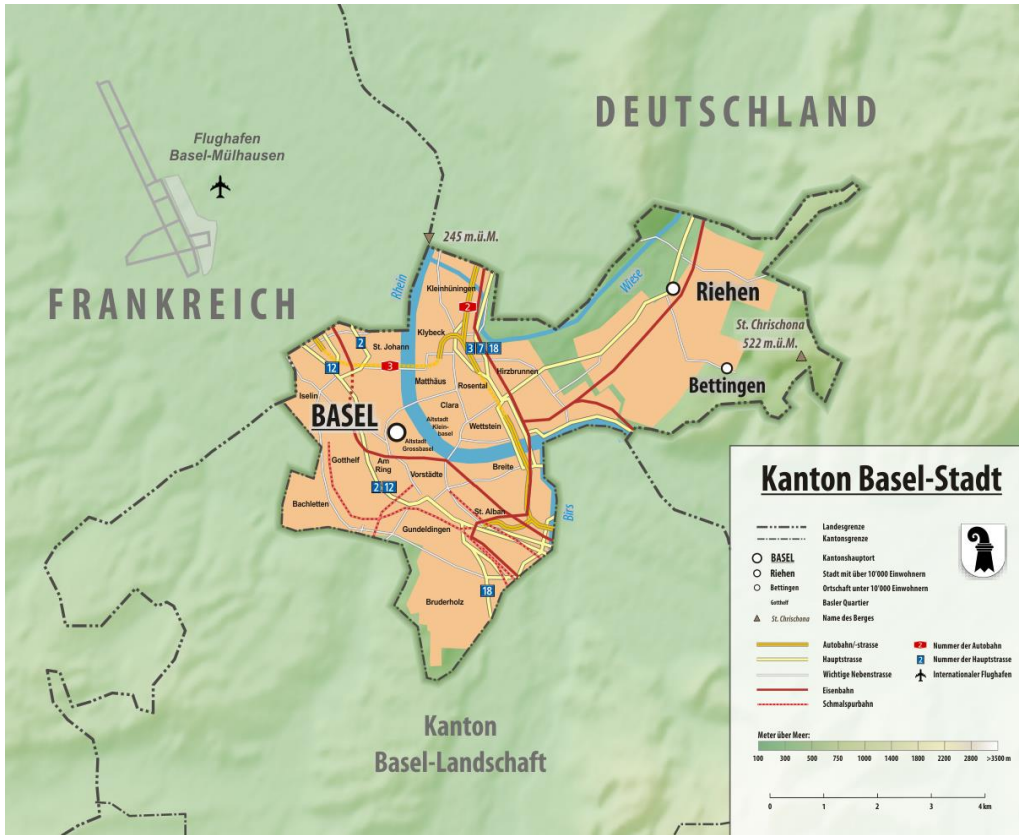 DEUTSCHLAND
Flughafen
Basel-Mülhausen
FRANKREICH
245 m.ü.M.
Rhein
Wiese
Kleinhüningen
2
Riehen
St. Chrischona
522 m.ü.M.
Klybeck
2
St. Johann
3 7 18
12
3
Hirzbrunnen
Bettingen
Matthäus
Rosental
Iselin
BASEL
Clara
Altstadt
Klein-
basel
Wettstein
Altstadt
Grossbasel
Gotthelf
Am
Ring
Vorstädte
Breite
2 12
Bachletten
St. Alban
Birs
Gundeldingen
18
Bruderholz
Kanton
Basel-Landschaft
Kanton Basel-Stadt
Landesgrenze
Kantonsgrenze
BASEL Kantonshauptort
Riehen Stadt mit über 10'000 Einwohnern
Bettingen Ortschaft unter 10'000 Einwohnern
Gotthelf Basler Quartier
St. Chrischona Name des Berges
Autobahn/-strasse 2 Nummer der Autobahn
Hauptstrasse 2 Nummer der Hauptstrasse
Wichtige Nebenstrasse Internationaler Flughafen
Eisenbahn
Schmalspurbahn
Meter über Meer:
100 300 500 750 1000 1400 1800 2200 2800 >3500 m
0 1 2 3 4 km